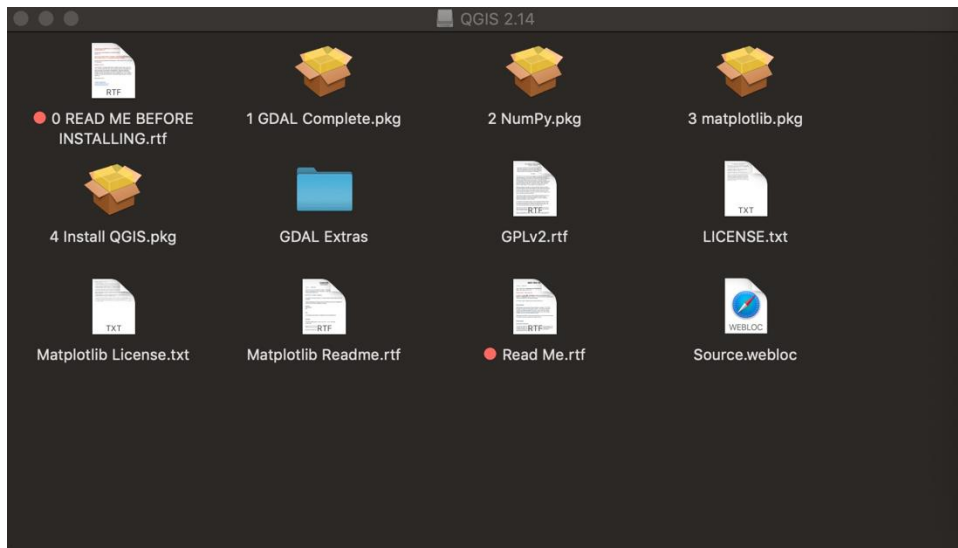 QGIS 2.14
RTF
0 READ ME BEFORE
INSTALLING.rtf
1 GDAL Complete.pkg
2 NumPy.pkg
3 matplotlib.pkg
4 Install QGIS.pkg
GDAL Extras
RTF
GPLv2.rtf
TXT
LICENSE.txt
TXT
Matplotlib License.txt
RTF
Matplotlib Readme.rtf
RTF
Read Me.rtf
WEBLOC
Source.webloc